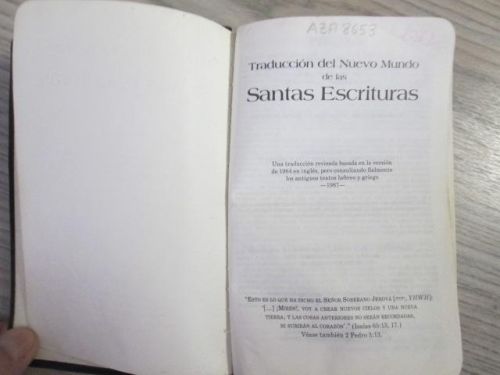 AZA 8653
Traducción del Nuevo Mundo
de las
Santas Escrituras
Una traducción revisada basada en la versión
de 1984 en inglés, pero consultando fielmente
los antiguos textos hebreo y griego
—1987—
"ESTO ES LO QUE HA DICHO EL SEÑOR SOBERANO JEHOVÁ [יהוה, YHWH]:
'[...] ¡MIREN!, VOY A CREAR NUEVOS CIELOS Y UNA NUEVA
TIERRA, Y LAS COSAS ANTERIORES NO SERÁN RECORDADAS,
NI SUBIRÁN AL CORAZÓN'." (Isaías 65:13, 17.)
Véase también 2 Pedro 3:13.